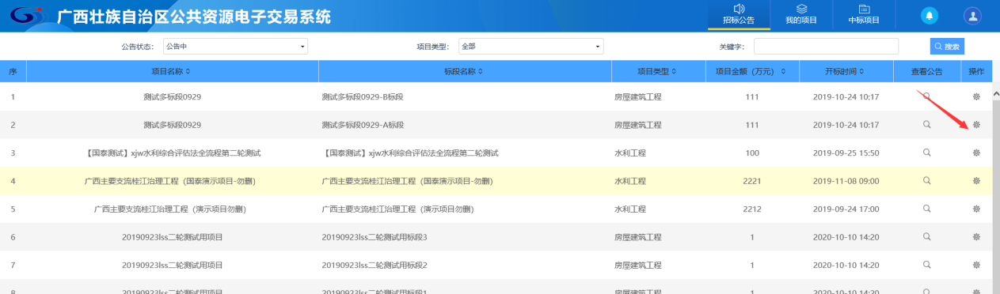 广西壮族自治区公共资源电子交易系统
招标公告 我的项目 中标项目
公告状态： 公告中 项目类型： 全部 关键字： 搜索
序 项目名称 标段名称 项目类型 项目金额（万元） 开标时间 查看公告 操作
1 测试多标段0929 测试多标段0929-B标段 房屋建筑工程 111 2019-10-24 10:17
2 测试多标段0929 测试多标段0929-A标段 房屋建筑工程 111 2019-10-24 10:17
3 【国泰测试】xjw水利综合评估法全流程第二轮测试 【国泰测试】xjw水利综合评估法全流程第二轮测试 水利工程 100 2019-09-25 15:50
4 广西主要支流桂江治理工程（国泰演示项目-勿删） 广西主要支流桂江治理工程（国泰演示项目-勿删） 水利工程 2221 2019-11-08 09:00
5 广西主要支流桂江治理工程（演示项目勿删） 广西主要支流桂江治理工程（演示项目勿删） 水利工程 2212 2019-09-24 17:00
6 20190923lss二轮测试用项目 20190923lss二轮测试用标段3 房屋建筑工程 1 2020-10-10 14:20
7 20190923lss二轮测试用项目 20190923lss二轮测试用标段2 房屋建筑工程 1 2020-10-10 14:20
8 20190923lss二轮测试用项目 20190923lss二轮测试用标段1 房屋建筑工程 1 2020-10-10 14:20